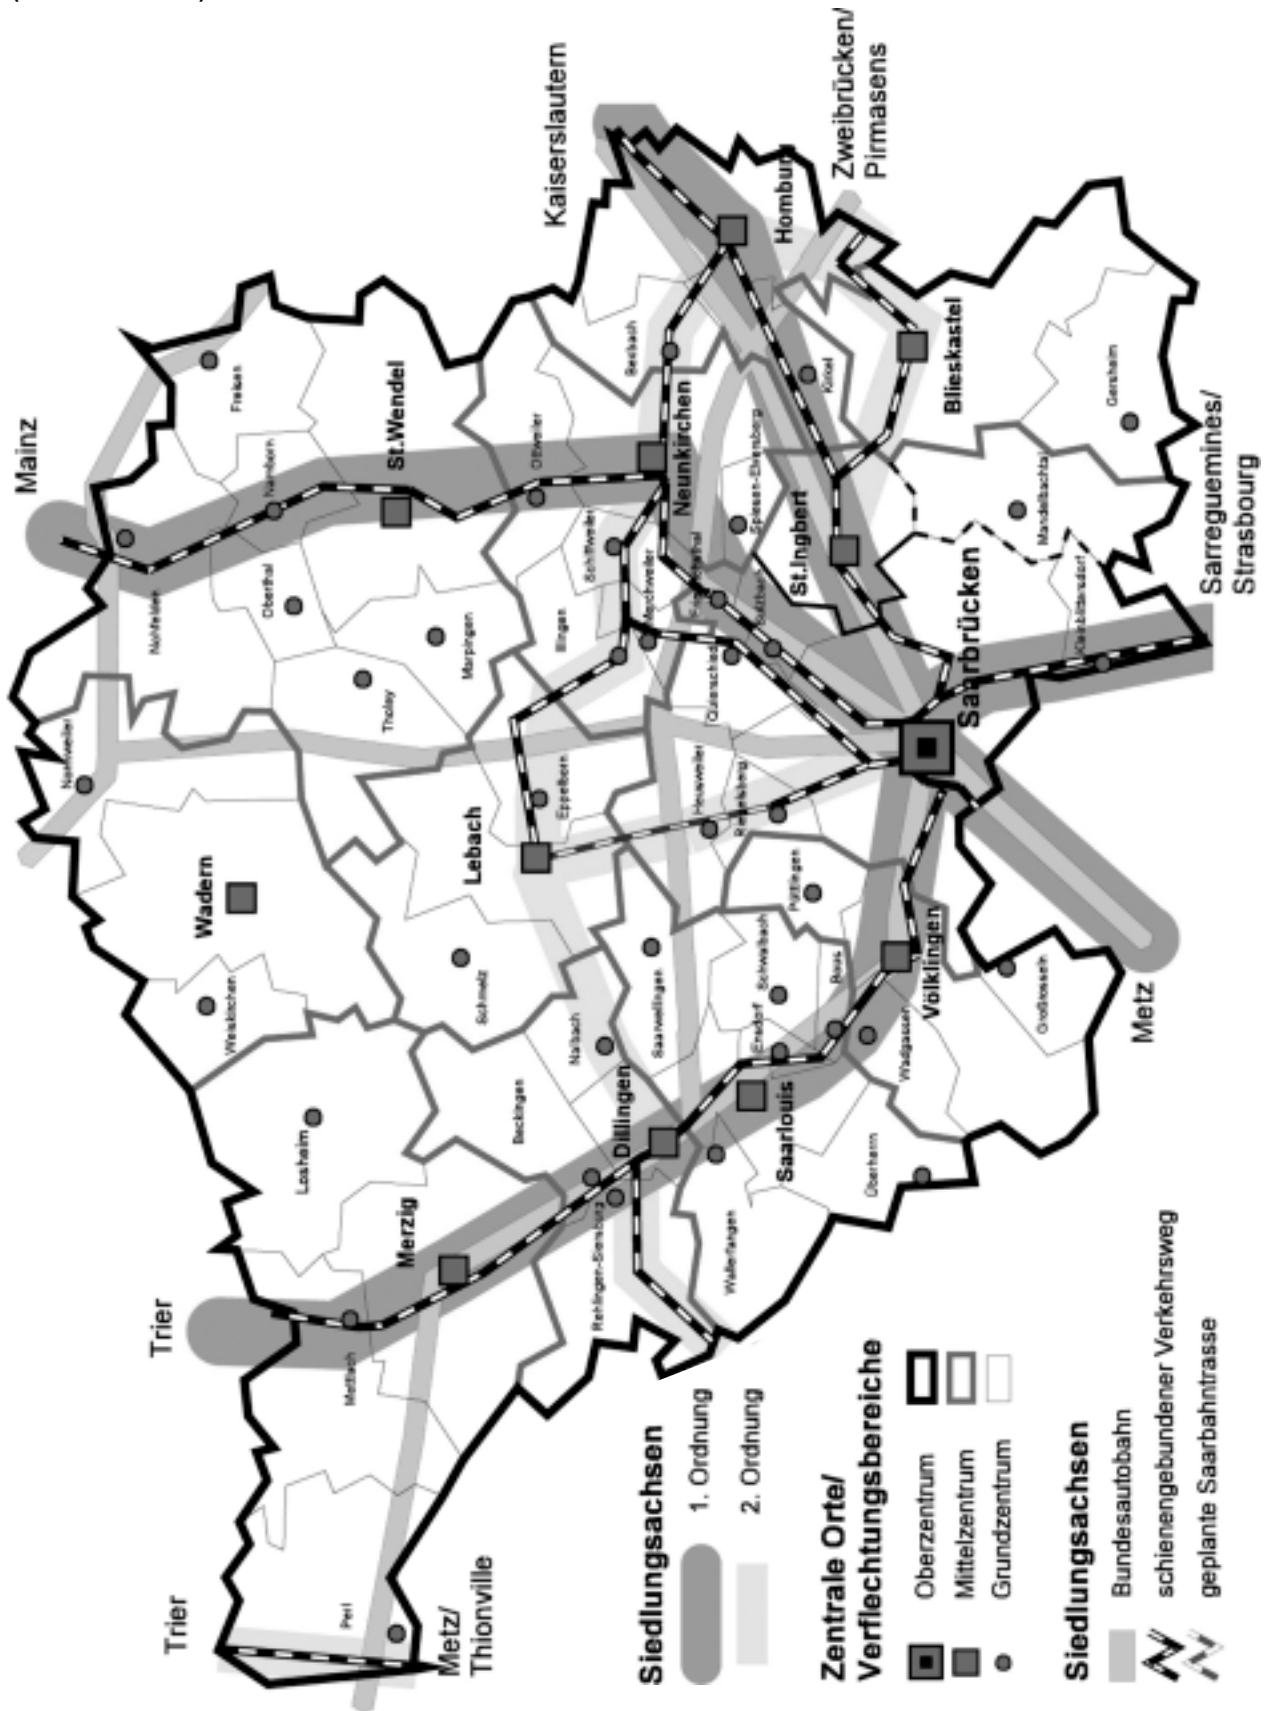 Mainz
Trier
Trier
Nonnweiler
Nohfelden
Weiskirchen
Wadern
Freisen
Namborn
Oberthal
Losheim
Perl
Mettlach
Tholey
St.Wendel
Merzig
Metz/
Thionville
Marpingen
Lebach
Schmelz
Beckingen
Ottweiler
Kaiserslautern
Eppelborn
Illingen
Nalbach
Schiffweiler
Rehlingen-Siersburg
Dillingen
Bexbach
Merchweiler
Saarwellingen
Neunkirchen
Heusweiler
Quierschied
Friedrichsthal
Wallerfangen
Riegelsberg
Spiesen-Elversberg
Sulzbach
Schwalbach
Ensdorf
Saarlouis
Homburg
Püttingen
St.Ingbert
Kirkel
Bous
Zweibrücken/
Pirmasens
Überherrn
Wadgassen
Völklingen
Blieskastel
Saarbrücken
Großrosseln
Mandelbachtal
Kleinblittersdorf
Gersheim
Metz
Sarreguemines/
Strasbourg
Siedlungsachsen
1. Ordnung
2. Ordnung
Zentrale Orte/
Verflechtungsbereiche
Oberzentrum
Mittelzentrum
Grundzentrum
Siedlungsachsen
Bundesautobahn
schienengebundener Verkehrsweg
geplante Saarbahntrasse